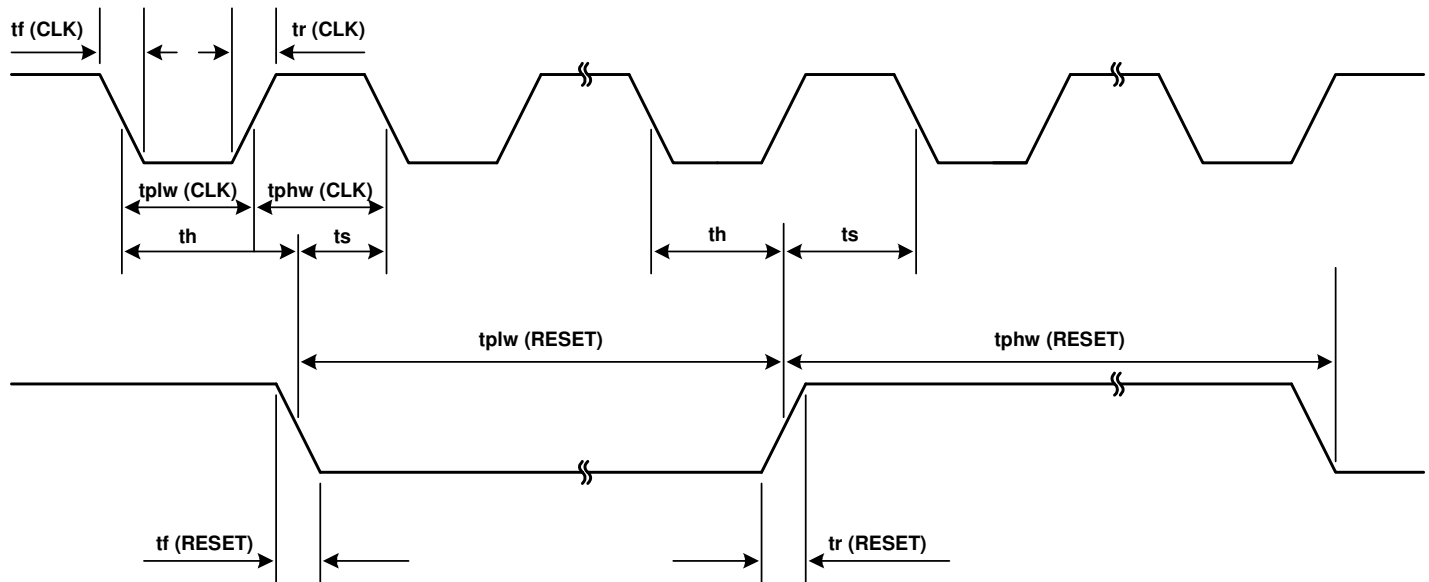 tf (CLK)
tr (CLK)
tplw (CLK)
tphw (CLK)
th
ts
th
ts
tplw (RESET)
tphw (RESET)
tf (RESET)
tr (RESET)